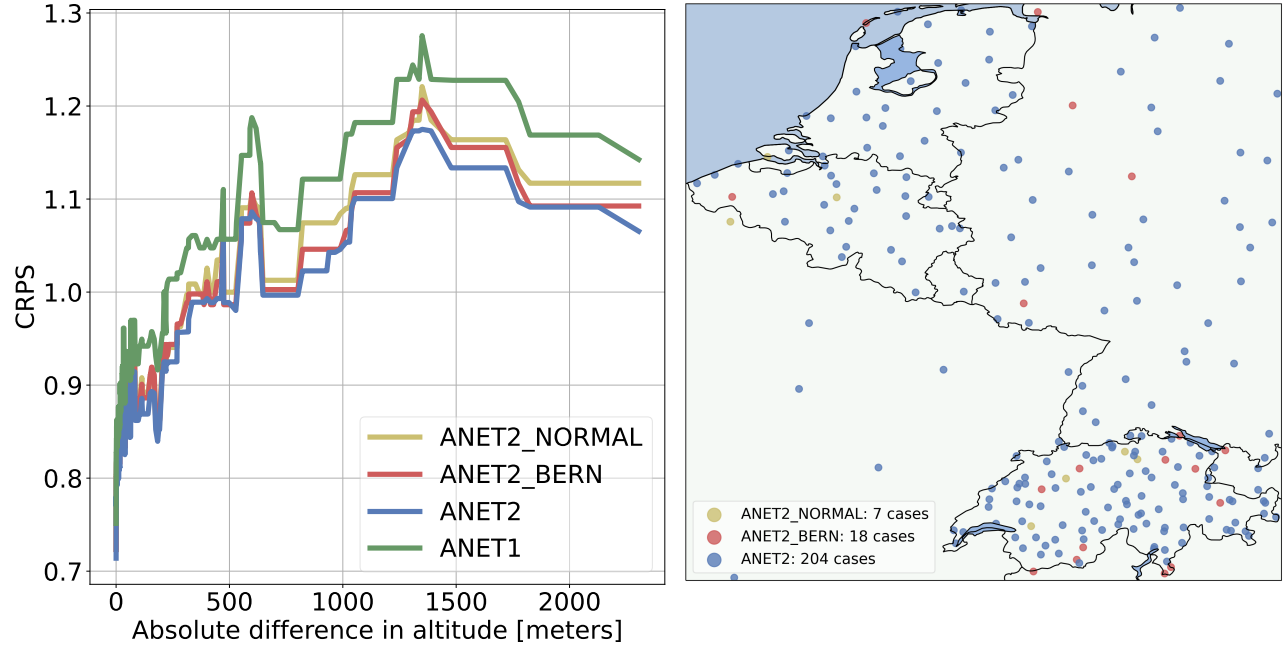 1.3
1.2
1.1
1.0
0.9
0.8
0.7
CRPS
ANET2_NORMAL
ANET2_BERN
ANET2
ANET1
0 500 1000 1500 2000
Absolute difference in altitude [meters]
ANET2_NORMAL: 7 cases
ANET2_BERN: 18 cases
ANET2: 204 cases